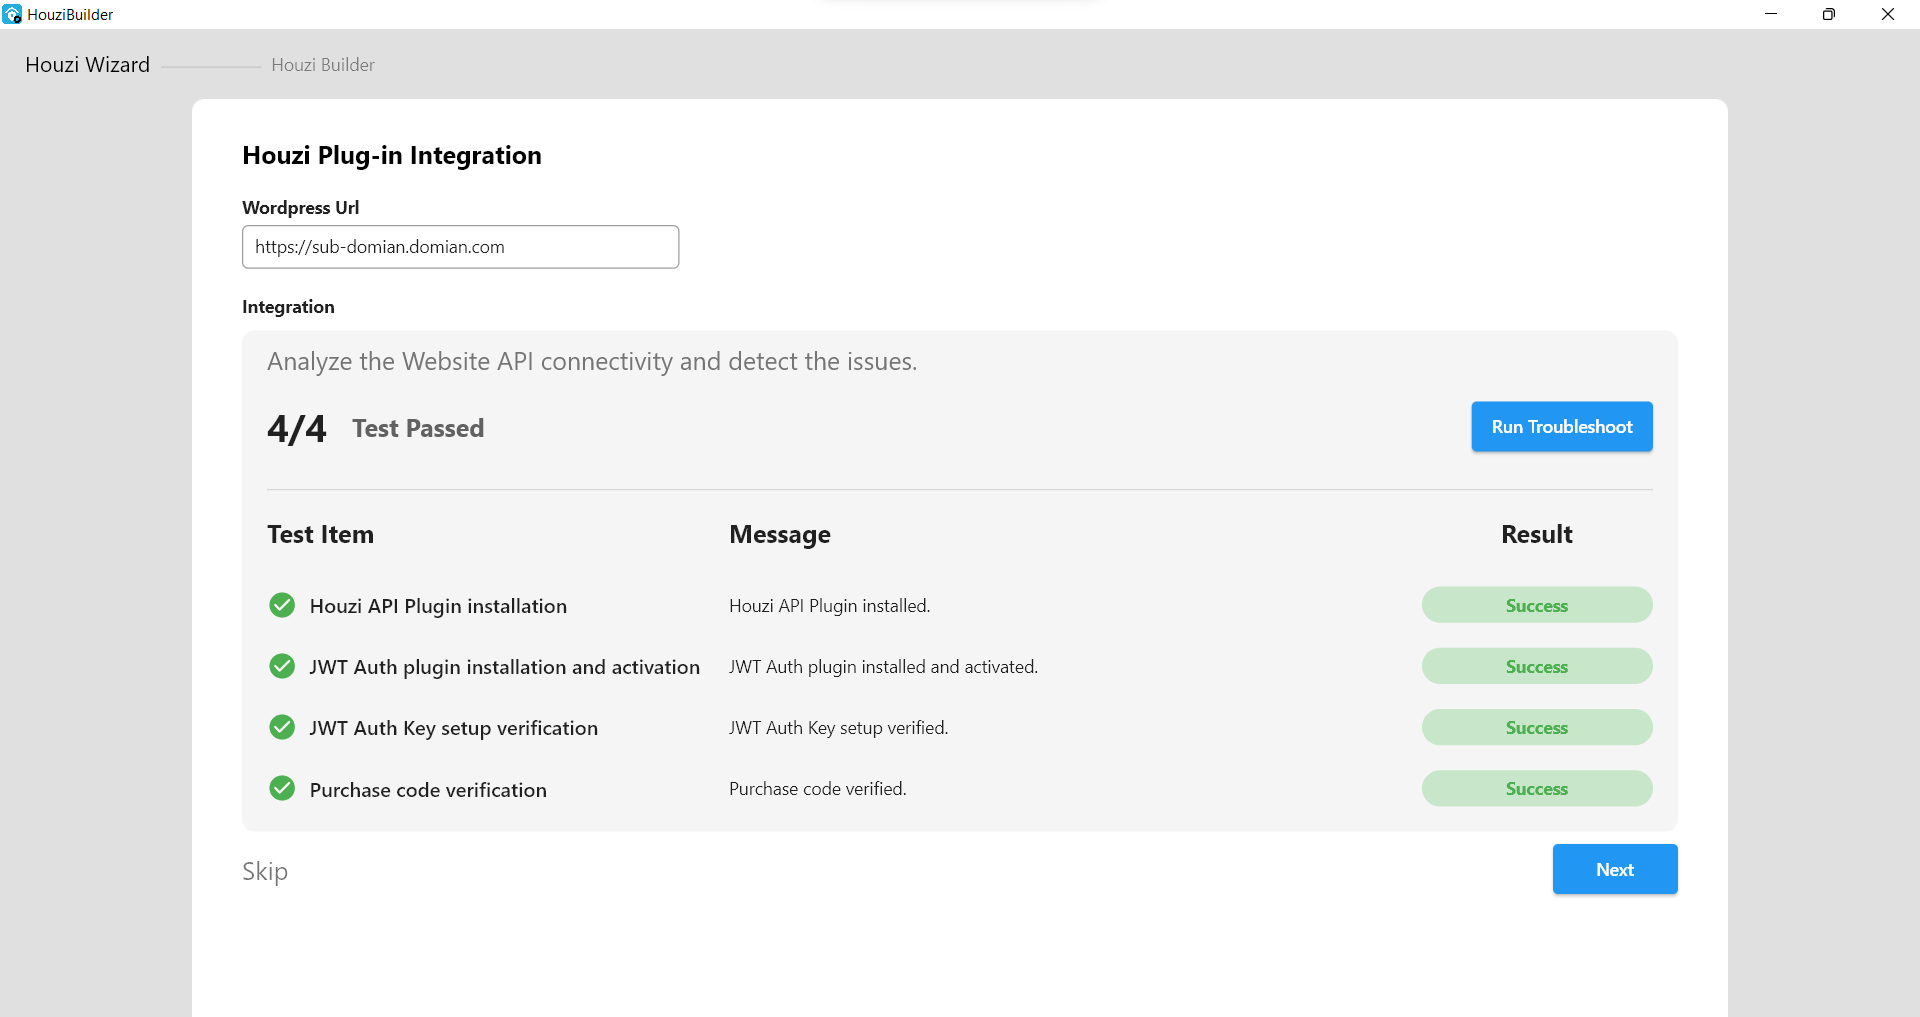 HouziBuilder
Houzi Wizard Houzi Builder
Houzi Plug-in Integration
Wordpress Url
https://sub-domian.domian.com
Integration
Analyze the Website API connectivity and detect the issues.
4/4 Test Passed Run Troubleshoot
Test Item Message Result
Houzi API Plugin installation Houzi API Plugin installed. Success
JWT Auth plugin installation and activation JWT Auth plugin installed and activated. Success
JWT Auth Key setup verification JWT Auth Key setup verified. Success
Purchase code verification Purchase code verified. Success
Skip Next